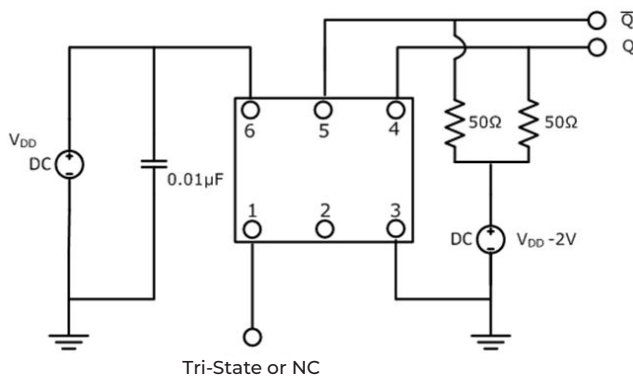 Q̅
Q
6 5 4
50Ω 50Ω
V_DD
DC
0.01µF
1 2 3
DC V_DD -2V
Tri-State or NC